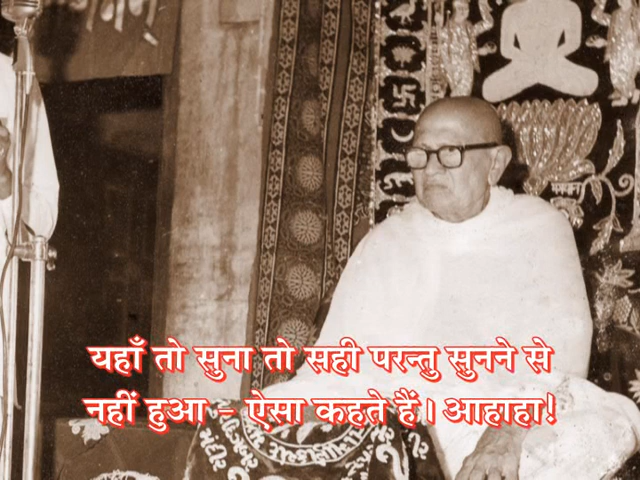 यहाँ तो सुना तो सही परन्तु सुनने से
नहीं हुआ - ऐसा कहते हैं। आहाहा!